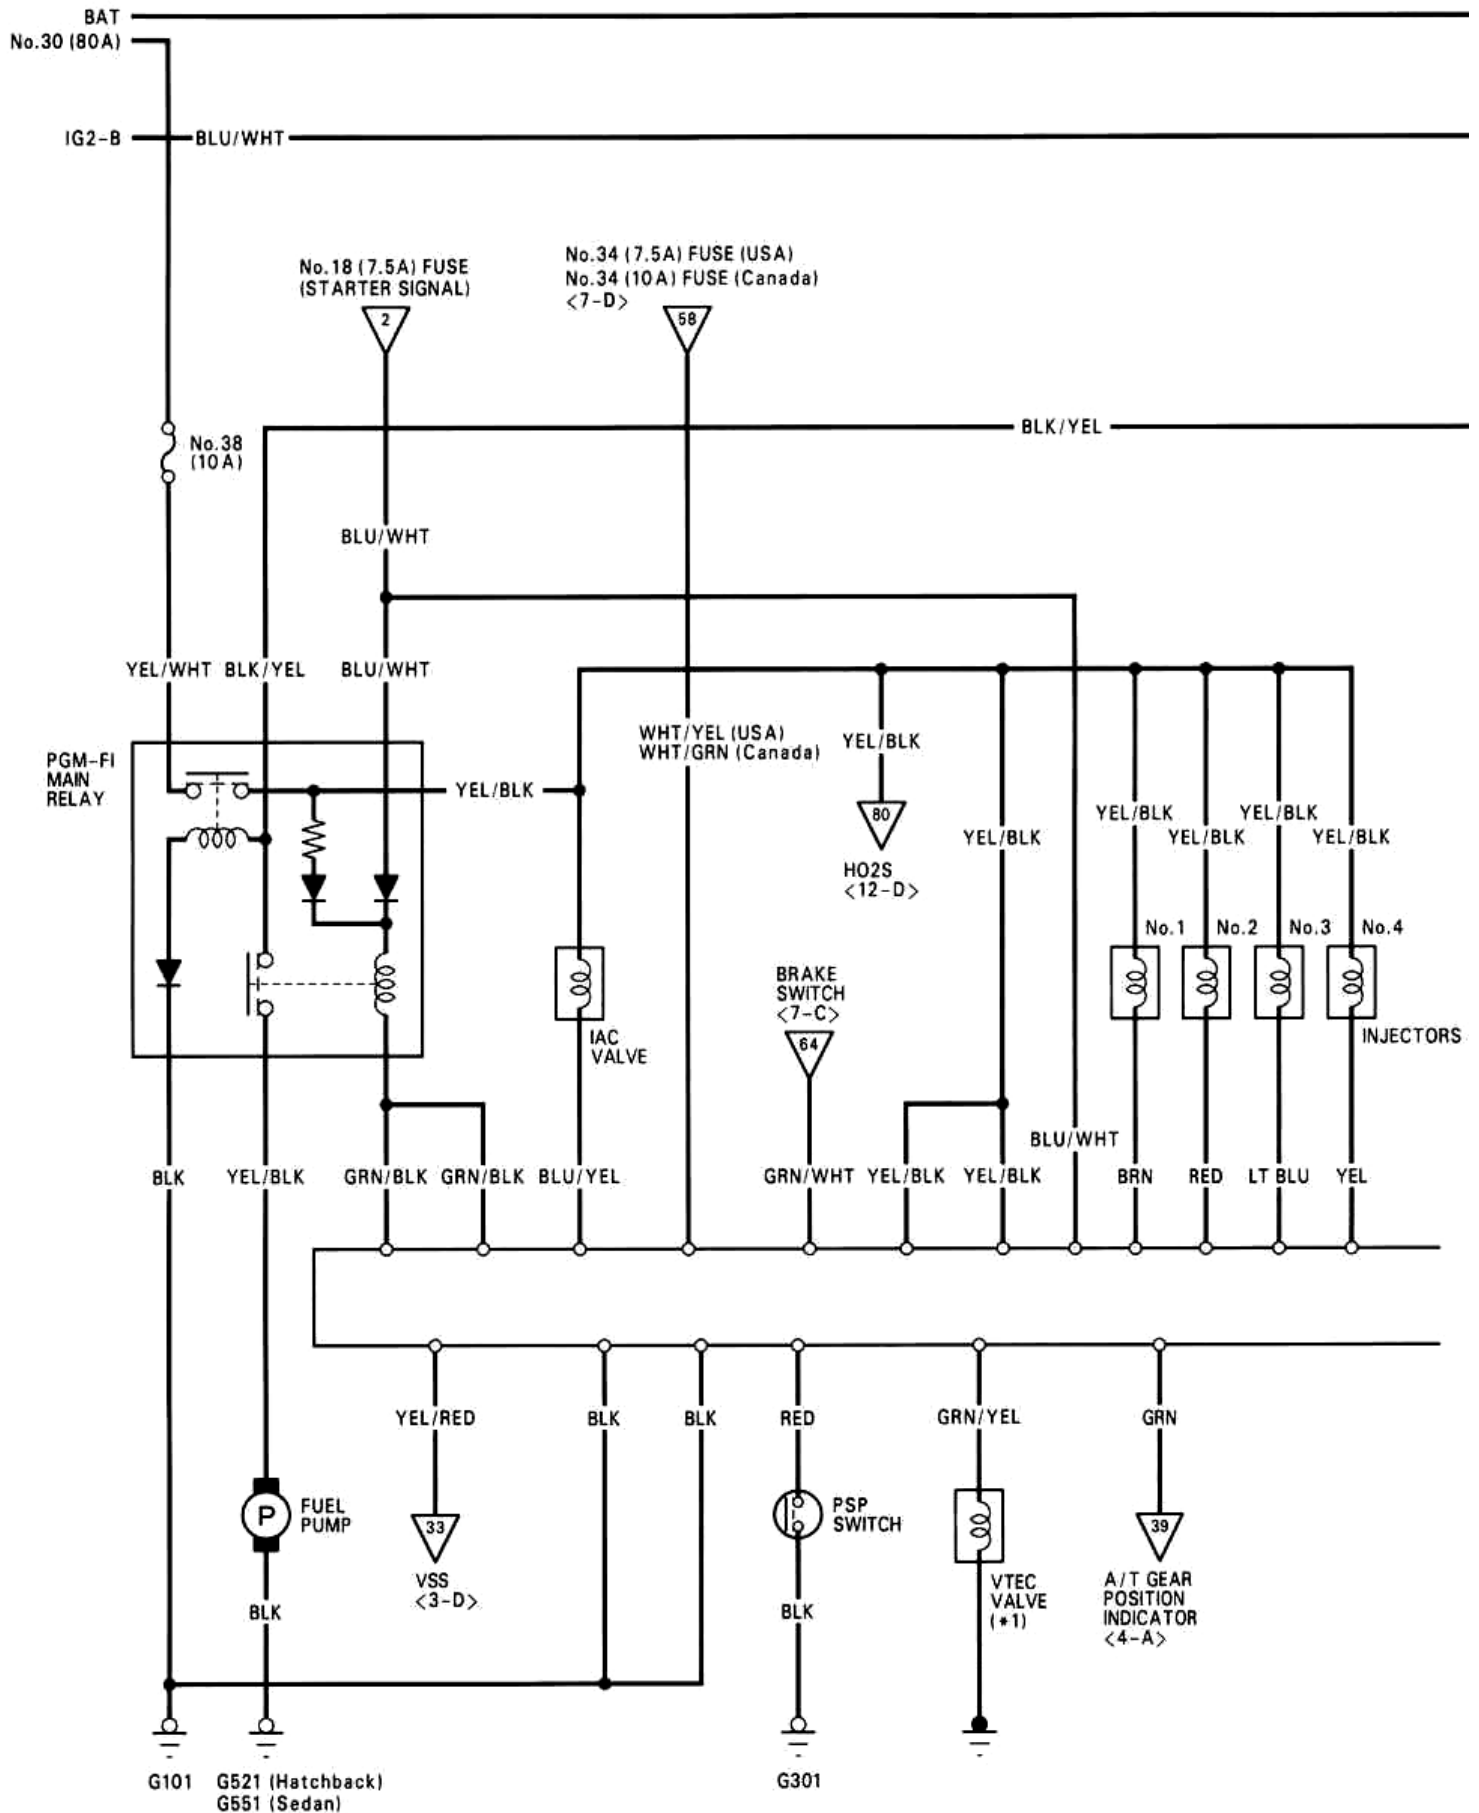 BAT
No.30 (80A)
IG2-B
BLU/WHT
No.18 (7.5A) FUSE
(STARTER SIGNAL)
2
No.34 (7.5A) FUSE (USA)
No.34 (10A) FUSE (Canada)
<7-D>
58
BLK/YEL
No.38
(10A)
BLU/WHT
YEL/WHT
BLK/YEL
BLU/WHT
WHT/YEL (USA)
WHT/GRN (Canada)
YEL/BLK
PGM-FI
MAIN
RELAY
YEL/BLK
80
HO2S
<12-D>
YEL/BLK
YEL/BLK
YEL/BLK
YEL/BLK
YEL/BLK
No.1
No.2
No.3
No.4
INJECTORS
IAC
VALVE
BRAKE
SWITCH
<7-C>
64
BLU/WHT
BLK
YEL/BLK
GRN/BLK
GRN/BLK
BLU/YEL
GRN/WHT
YEL/BLK
YEL/BLK
BRN
RED
LT BLU
YEL
YEL/RED
BLK
BLK
RED
GRN/YEL
GRN
P
FUEL
PUMP
33
VSS
<3-D>
PSP
SWITCH
VTEC
VALVE
(*1)
39
A/T GEAR
POSITION
INDICATOR
<4-A>
BLK
BLK
G101
G521 (Hatchback)
G551 (Sedan)
G301